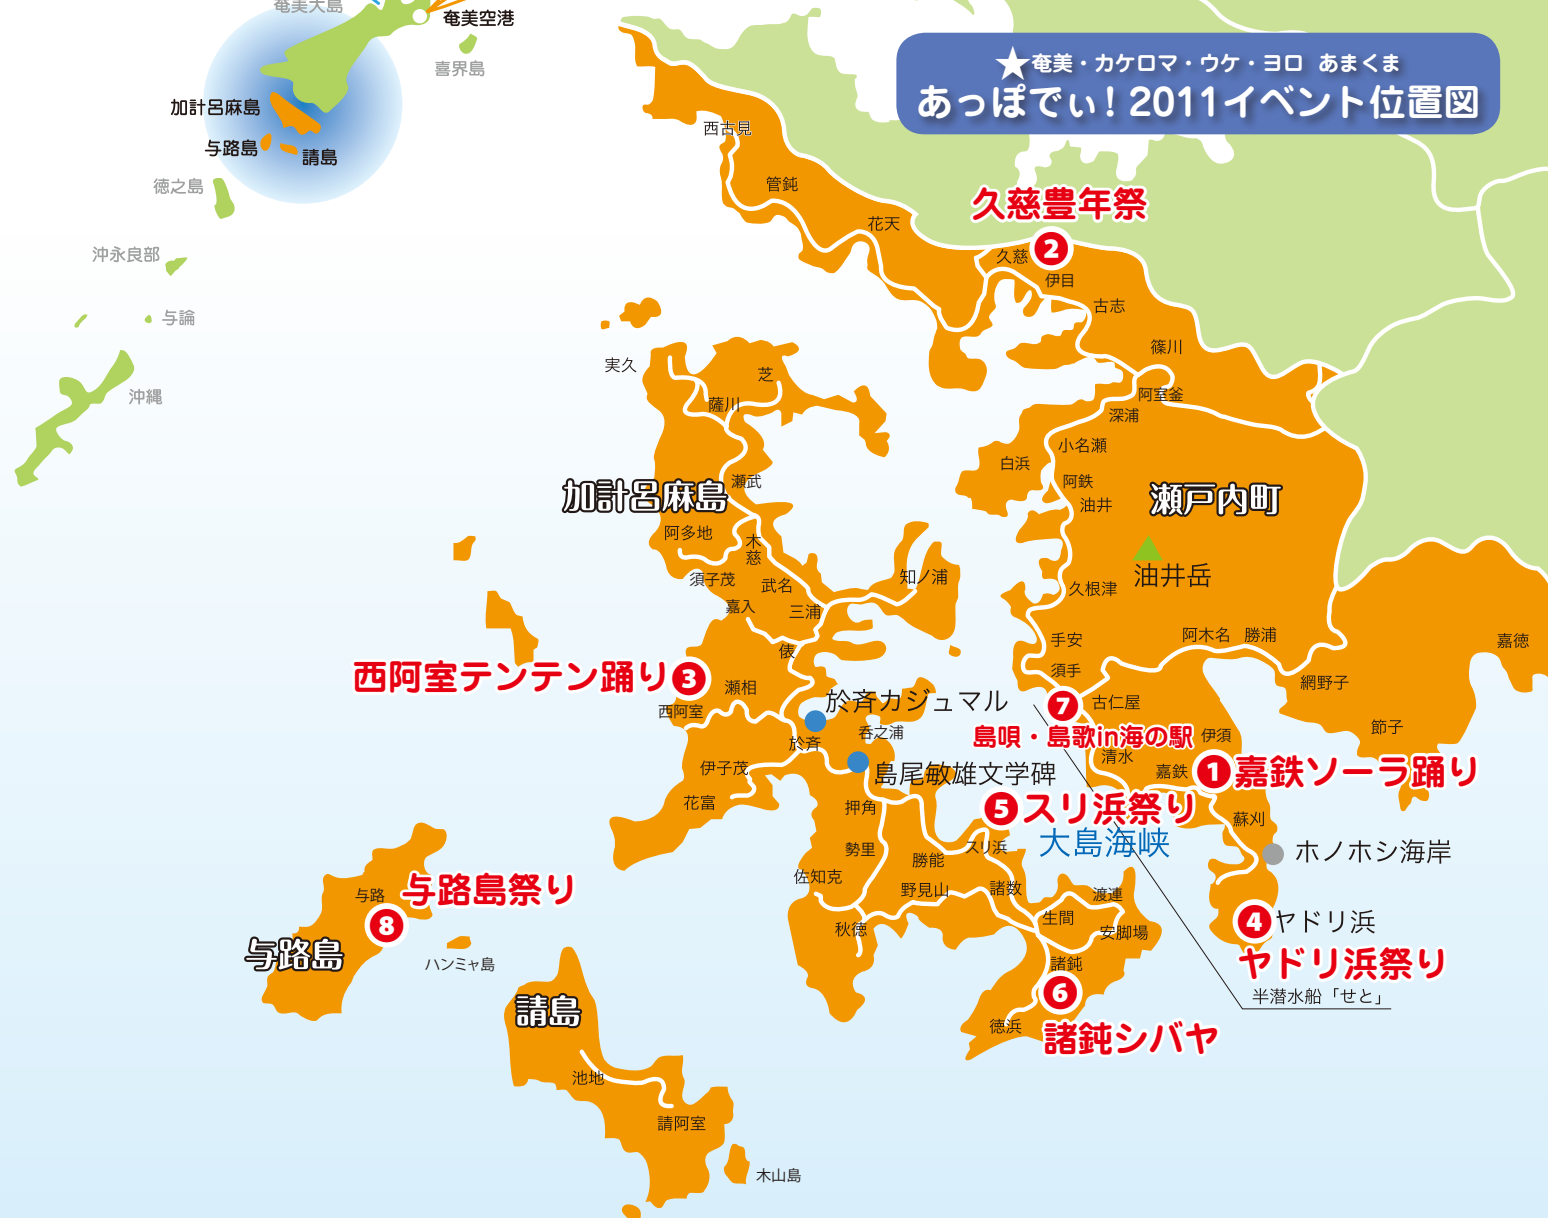 奄美大島
奄美空港
喜界島
加計呂麻島
与路島
請島
徳之島
沖永良部
与論
沖縄
★奄美・カケロマ・ウケ・ヨロ あまくま
あっぽでぃ！2011イベント位置図
西古見
管鈍
花天
久慈豊年祭
2
久慈
伊目
古志
篠川
阿室釜
深浦
小名瀬
白浜
阿鉄
油井
瀬戸内町
油井岳
久根津
手安
須手
阿木名
勝浦
網野子
嘉徳
節子
実久
芝
薩川
瀬武
加計呂麻島
阿多地
木慈
須子茂
武名
嘉入
三浦
知ノ浦
俵
西阿室テンテン踊り
3
瀬相
西阿室
於斉カジュマル
於斉
呑之浦
島尾敏雄文学碑
伊子茂
花富
7
古仁屋
島唄・島歌in海の駅
清水
伊須
嘉鉄
1
嘉鉄ソーラ踊り
5
スリ浜祭り
大島海峡
蘇刈
ホノホシ海岸
押角
勢里
勝能
スリ浜
佐知克
野見山
諸数
渡連
生間
安脚場
秋徳
諸鈍
6
徳浜
諸鈍シバヤ
4
ヤドリ浜
ヤドリ浜祭り
半潜水船「せと」
与路
与路島祭り
8
与路島
ハンミャ島
請島
池地
請阿室
木山島